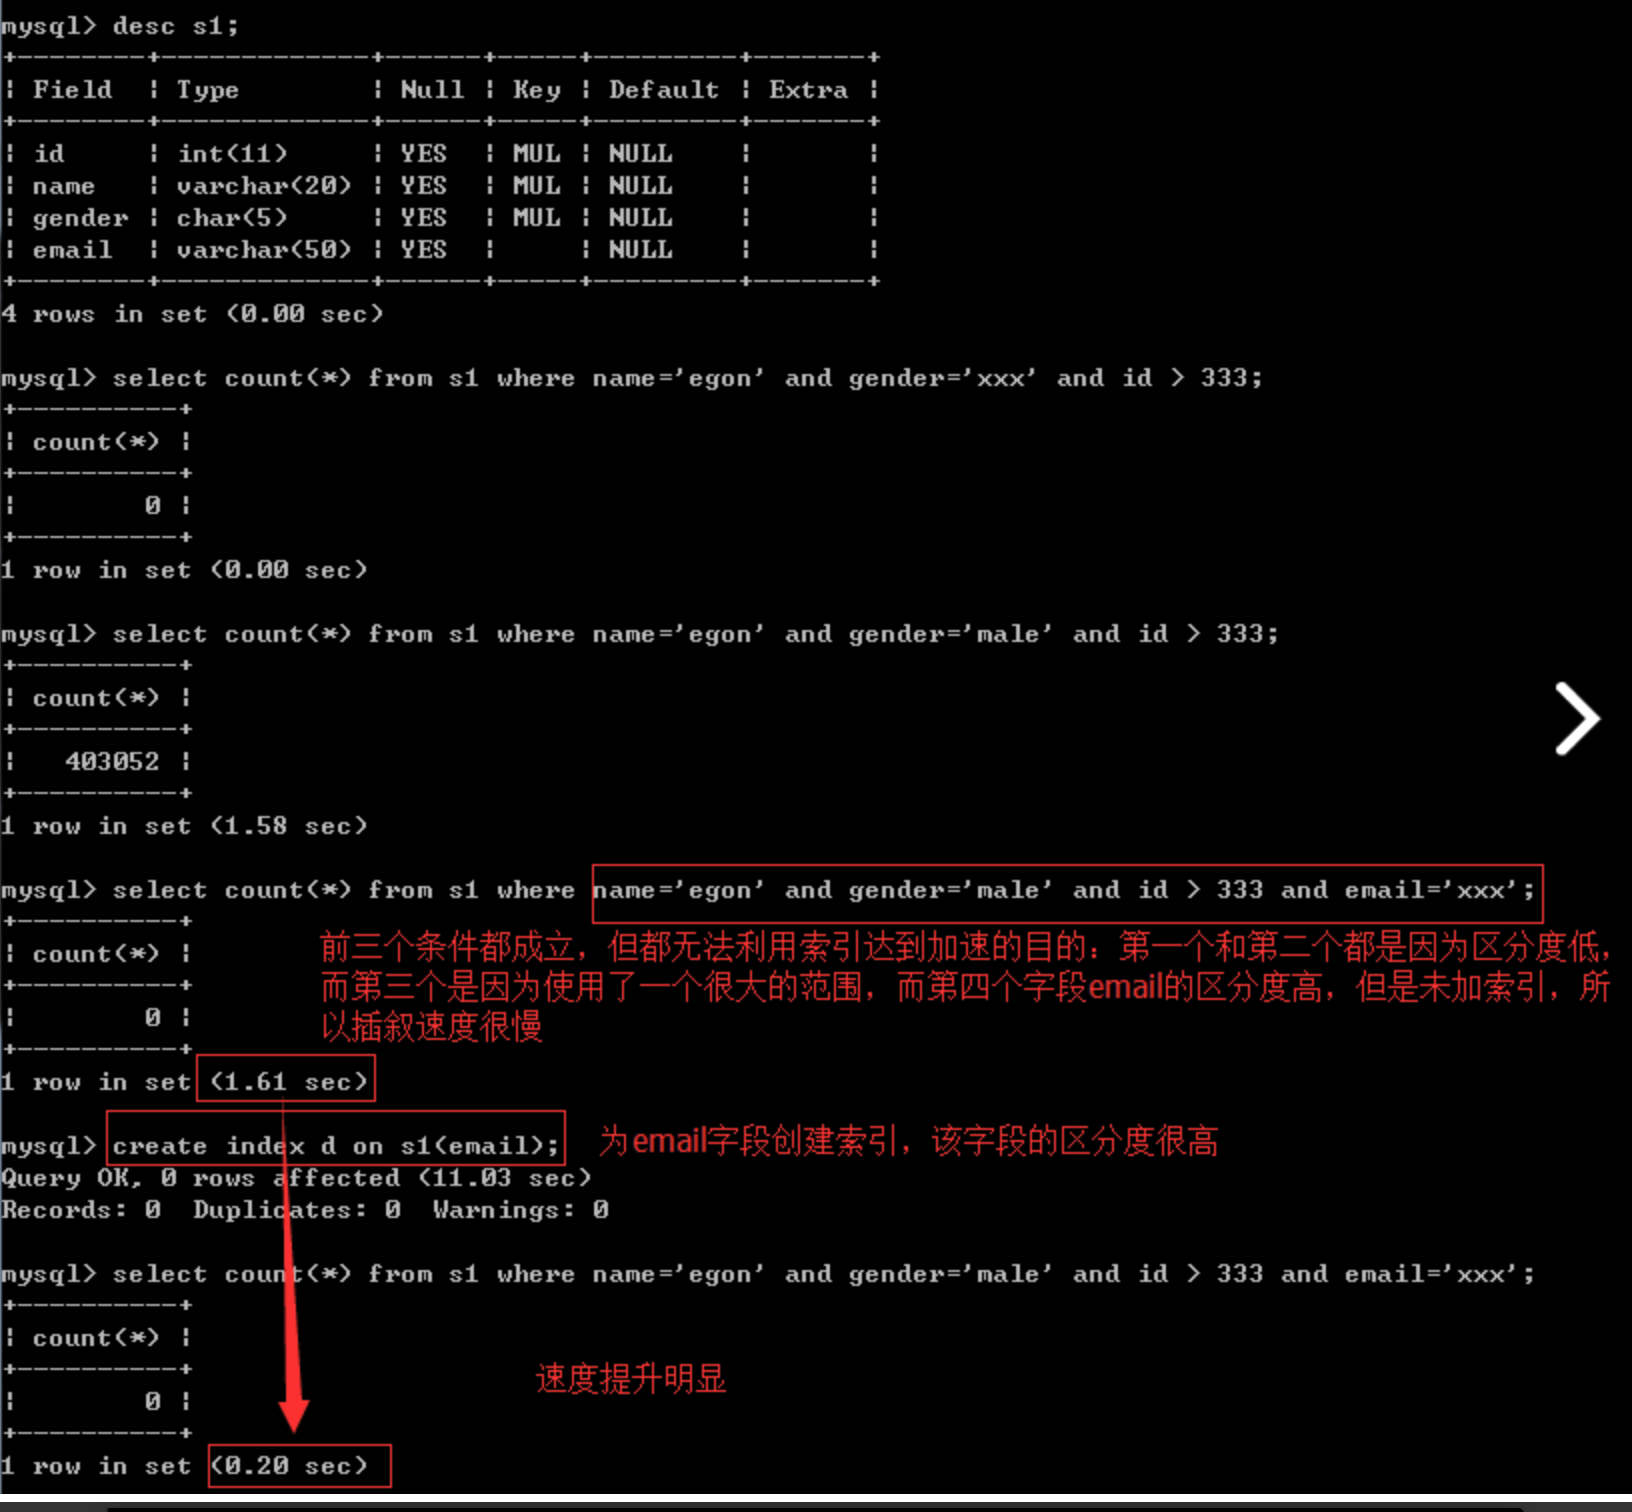 mysql> desc s1;
+--------+-------------+------+-----+---------+-------+
| Field  | Type        | Null | Key | Default | Extra |
+--------+-------------+------+-----+---------+-------+
| id     | int(11)     | YES  | MUL | NULL    |       |
| name   | varchar(20) | YES  | MUL | NULL    |       |
| gender | char(5)     | YES  | MUL | NULL    |       |
| email  | varchar(50) | YES  |     | NULL    |       |
+--------+-------------+------+-----+---------+-------+
4 rows in set (0.00 sec)
mysql> select count(*) from s1 where name='egon' and gender='xxx' and id > 333;
+----------+
| count(*) |
+----------+
|        0 |
+----------+
1 row in set (0.00 sec)
mysql> select count(*) from s1 where name='egon' and gender='male' and id > 333;
+----------+
| count(*) |
+----------+
|   403052 |
+----------+
1 row in set (1.58 sec)
mysql> select count(*) from s1 where name='egon' and gender='male' and id > 333 and email='xxx';
+----------+
| count(*) |
+----------+
|        0 |
+----------+
前三个条件都成立，但都无法利用索引达到加速的目的：第一个和第二个都是因为区分度低，
而第三个是因为使用了一个很大的范围，而第四个字段email的区分度高，但是未加索引，所
以插叙速度很慢
1 row in set (1.61 sec)
mysql> create index d on s1(email);
为email字段创建索引，该字段的区分度很高
Query OK, 0 rows affected (11.03 sec)
Records: 0  Duplicates: 0  Warnings: 0
mysql> select count(*) from s1 where name='egon' and gender='male' and id > 333 and email='xxx';
+----------+
| count(*) |
+----------+
|        0 |
+----------+
速度提升明显
1 row in set (0.20 sec)